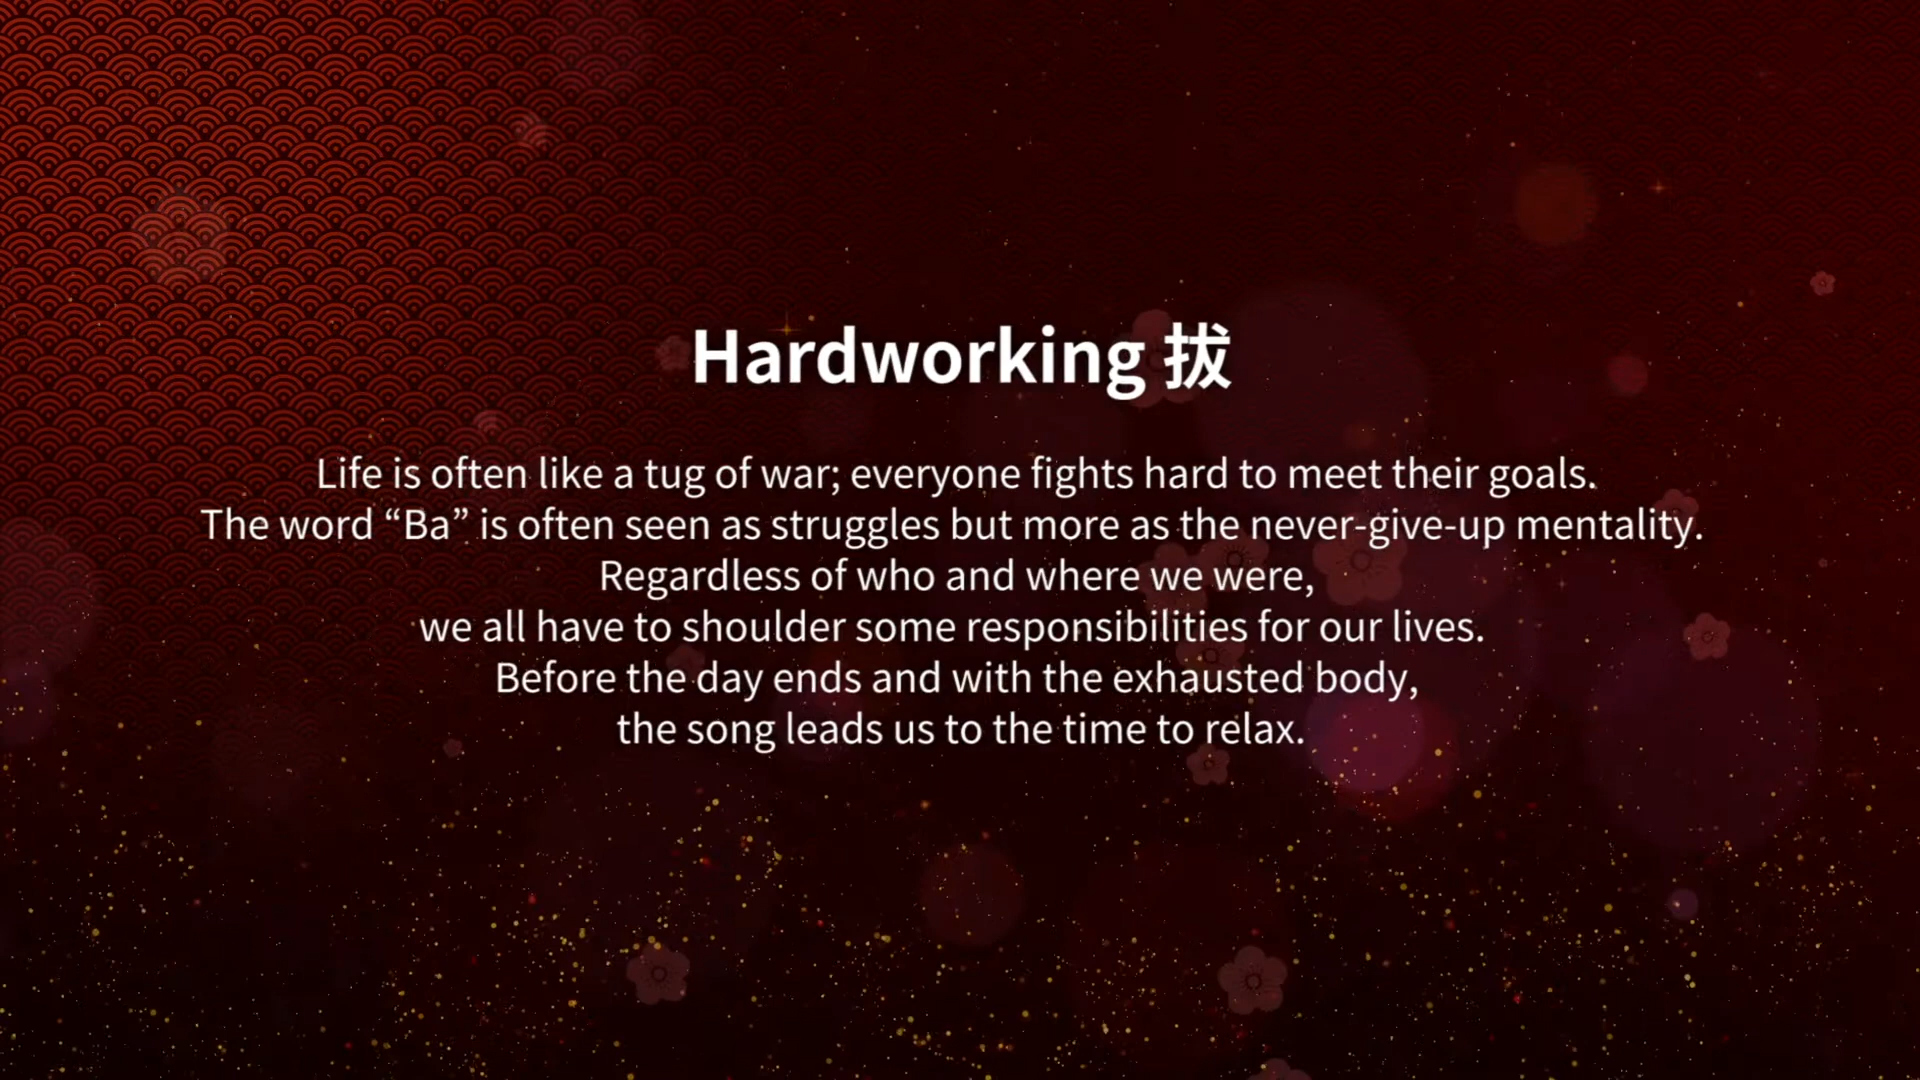 Hardworking 拔
Life is often like a tug of war; everyone fights hard to meet their goals.
The word “Ba” is often seen as struggles but more as the never-give-up mentality.
Regardless of who and where we were,
we all have to shoulder some responsibilities for our lives.
Before the day ends and with the exhausted body,
the song leads us to the time to relax.